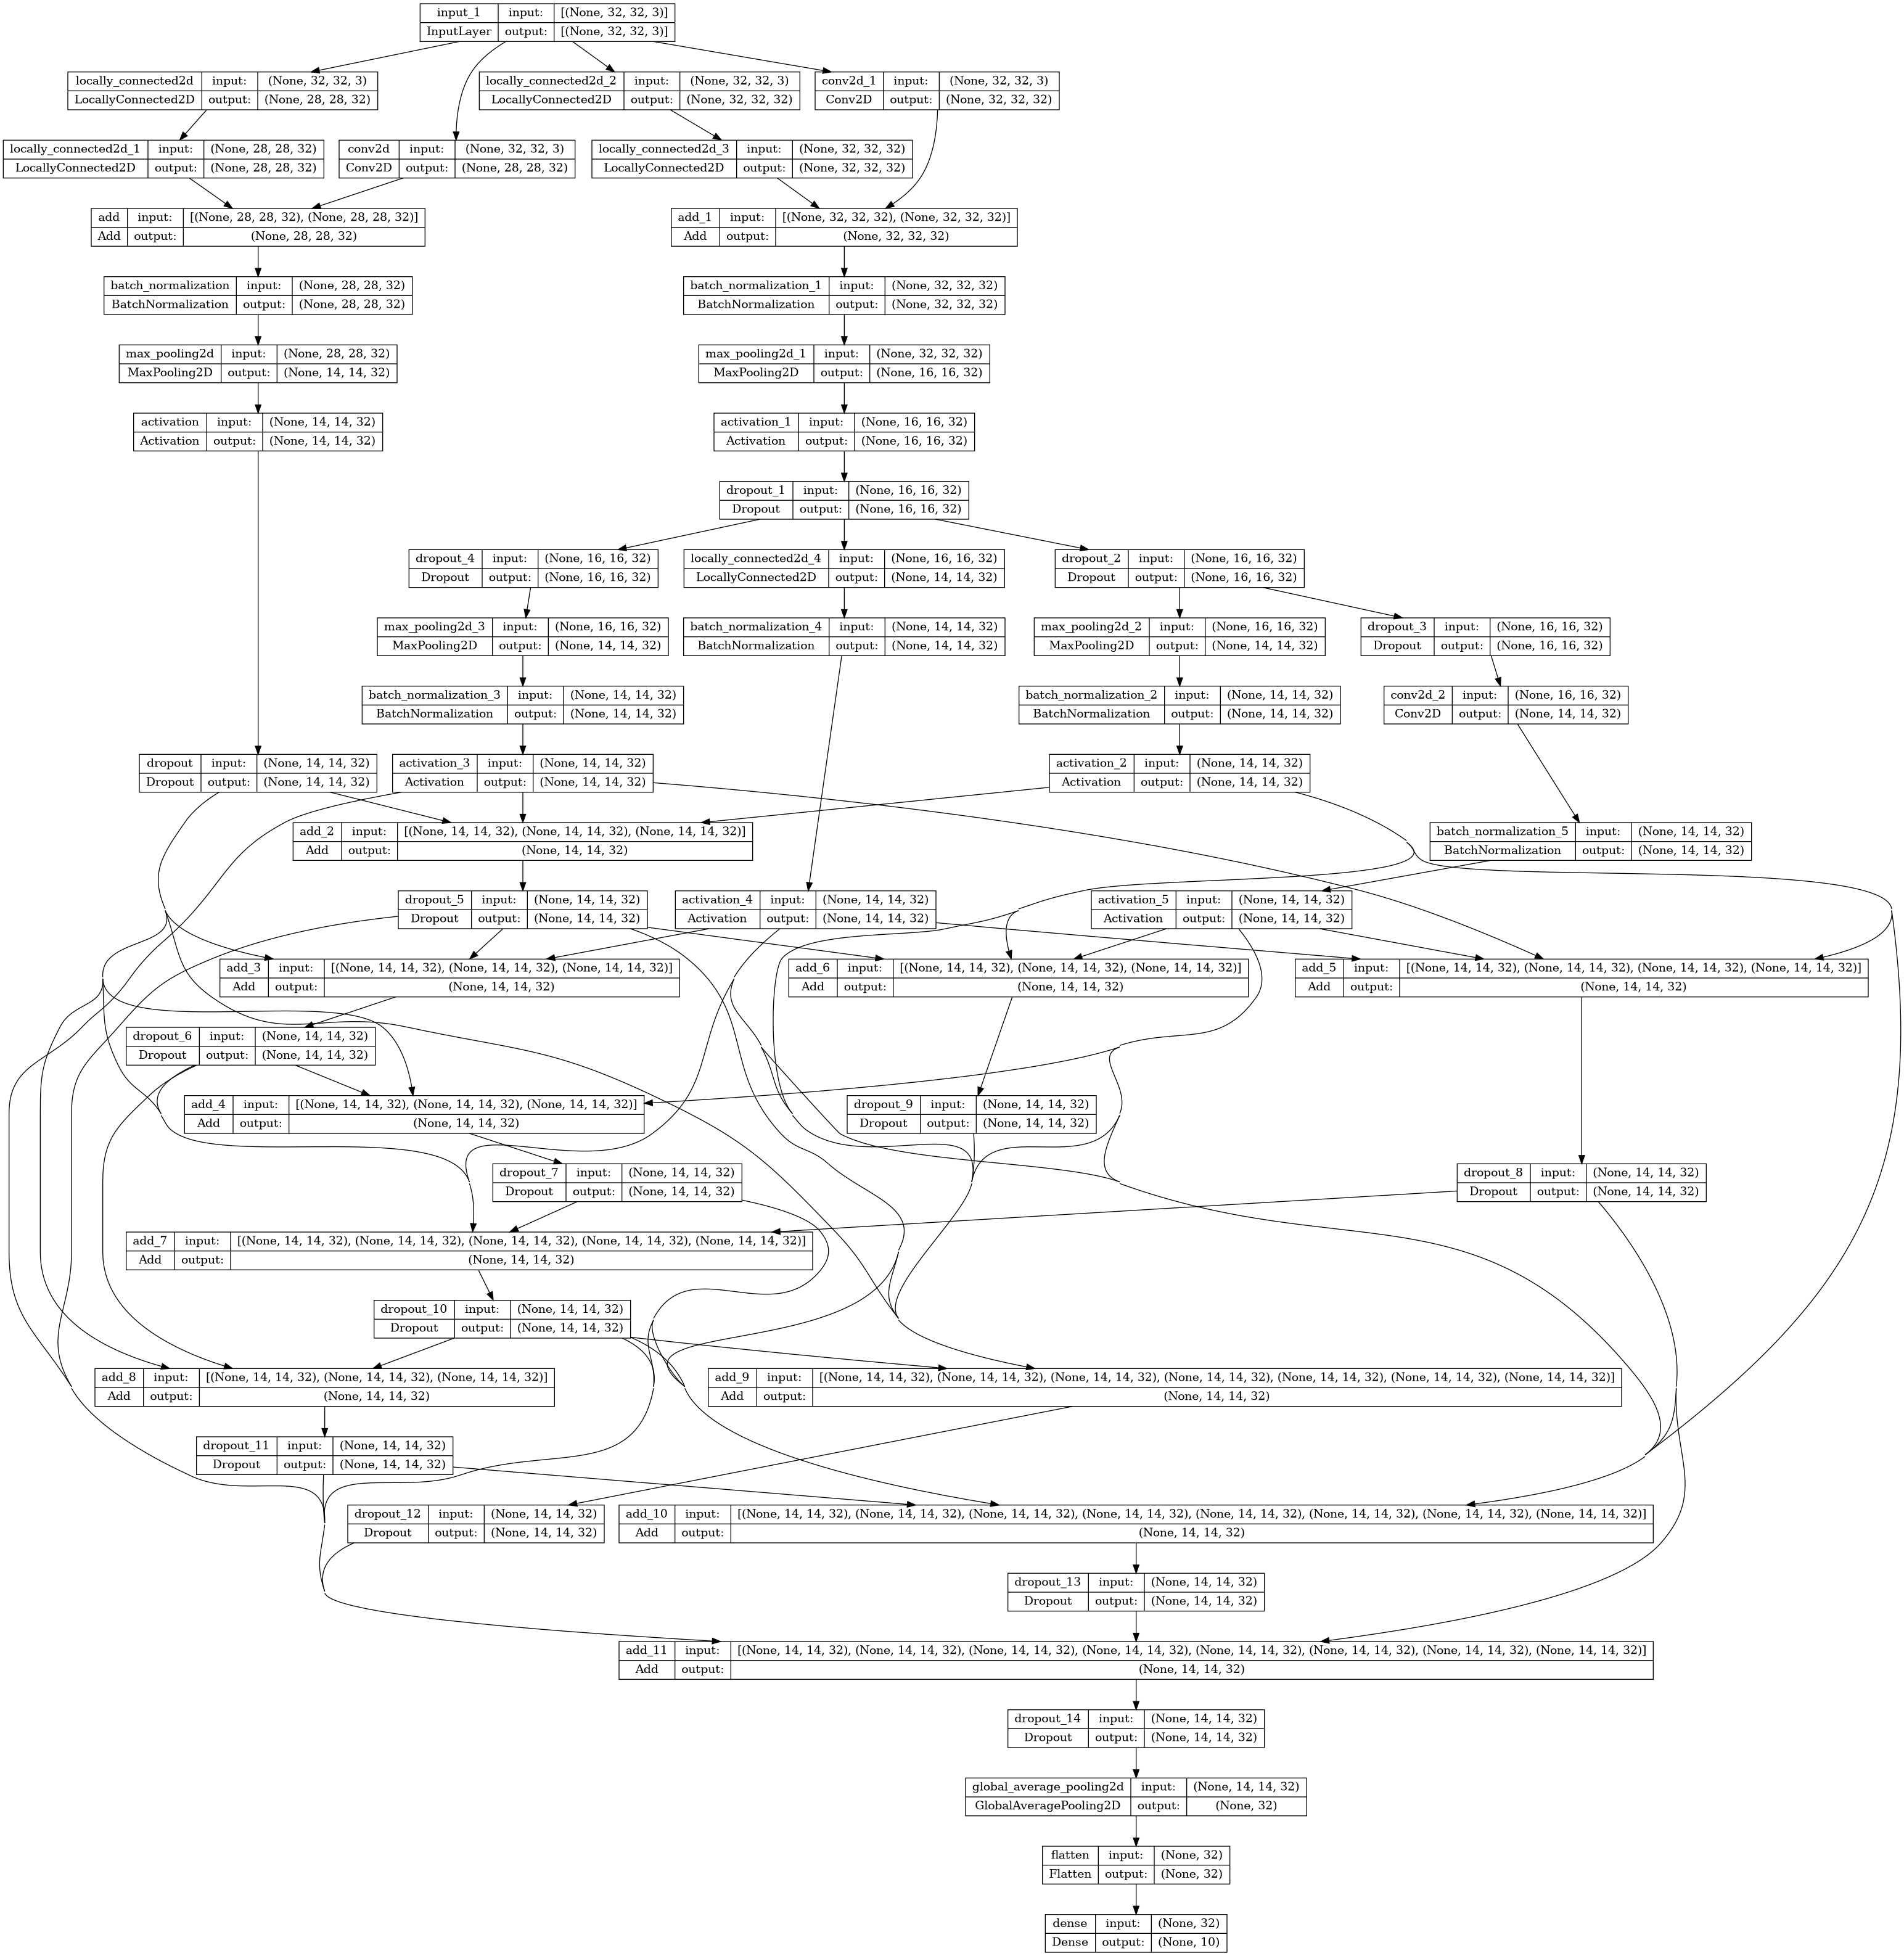 input_1 input: [(None, 32, 32, 3)]
InputLayer output: [(None, 32, 32, 3)]
locally_connected2d input: (None, 32, 32, 3)
LocallyConnected2D output: (None, 28, 28, 32)
locally_connected2d_2 input: (None, 32, 32, 3)
LocallyConnected2D output: (None, 32, 32, 32)
conv2d_1 input: (None, 32, 32, 3)
Conv2D output: (None, 32, 32, 32)
locally_connected2d_1 input: (None, 28, 28, 32)
LocallyConnected2D output: (None, 28, 28, 32)
conv2d input: (None, 32, 32, 3)
Conv2D output: (None, 28, 28, 32)
locally_connected2d_3 input: (None, 32, 32, 32)
LocallyConnected2D output: (None, 32, 32, 32)
add input: [(None, 28, 28, 32), (None, 28, 28, 32)]
Add output: (None, 28, 28, 32)
add_1 input: [(None, 32, 32, 32), (None, 32, 32, 32)]
Add output: (None, 32, 32, 32)
batch_normalization input: (None, 28, 28, 32)
BatchNormalization output: (None, 28, 28, 32)
batch_normalization_1 input: (None, 32, 32, 32)
BatchNormalization output: (None, 32, 32, 32)
max_pooling2d input: (None, 28, 28, 32)
MaxPooling2D output: (None, 14, 14, 32)
max_pooling2d_1 input: (None, 32, 32, 32)
MaxPooling2D output: (None, 16, 16, 32)
activation input: (None, 14, 14, 32)
Activation output: (None, 14, 14, 32)
activation_1 input: (None, 16, 16, 32)
Activation output: (None, 16, 16, 32)
dropout_1 input: (None, 16, 16, 32)
Dropout output: (None, 16, 16, 32)
dropout_4 input: (None, 16, 16, 32)
Dropout output: (None, 16, 16, 32)
locally_connected2d_4 input: (None, 16, 16, 32)
LocallyConnected2D output: (None, 14, 14, 32)
dropout_2 input: (None, 16, 16, 32)
Dropout output: (None, 16, 16, 32)
max_pooling2d_3 input: (None, 16, 16, 32)
MaxPooling2D output: (None, 14, 14, 32)
batch_normalization_4 input: (None, 14, 14, 32)
BatchNormalization output: (None, 14, 14, 32)
max_pooling2d_2 input: (None, 16, 16, 32)
MaxPooling2D output: (None, 14, 14, 32)
dropout_3 input: (None, 16, 16, 32)
Dropout output: (None, 16, 16, 32)
batch_normalization_3 input: (None, 14, 14, 32)
BatchNormalization output: (None, 14, 14, 32)
batch_normalization_2 input: (None, 14, 14, 32)
BatchNormalization output: (None, 14, 14, 32)
conv2d_2 input: (None, 16, 16, 32)
Conv2D output: (None, 14, 14, 32)
dropout input: (None, 14, 14, 32)
Dropout output: (None, 14, 14, 32)
activation_3 input: (None, 14, 14, 32)
Activation output: (None, 14, 14, 32)
activation_2 input: (None, 14, 14, 32)
Activation output: (None, 14, 14, 32)
add_2 input: [(None, 14, 14, 32), (None, 14, 14, 32), (None, 14, 14, 32)]
Add output: (None, 14, 14, 32)
batch_normalization_5 input: (None, 14, 14, 32)
BatchNormalization output: (None, 14, 14, 32)
dropout_5 input: (None, 14, 14, 32)
Dropout output: (None, 14, 14, 32)
activation_4 input: (None, 14, 14, 32)
Activation output: (None, 14, 14, 32)
activation_5 input: (None, 14, 14, 32)
Activation output: (None, 14, 14, 32)
add_3 input: [(None, 14, 14, 32), (None, 14, 14, 32), (None, 14, 14, 32)]
Add output: (None, 14, 14, 32)
add_6 input: [(None, 14, 14, 32), (None, 14, 14, 32), (None, 14, 14, 32)]
Add output: (None, 14, 14, 32)
add_5 input: [(None, 14, 14, 32), (None, 14, 14, 32), (None, 14, 14, 32), (None, 14, 14, 32)]
Add output: (None, 14, 14, 32)
dropout_6 input: (None, 14, 14, 32)
Dropout output: (None, 14, 14, 32)
add_4 input: [(None, 14, 14, 32), (None, 14, 14, 32), (None, 14, 14, 32)]
Add output: (None, 14, 14, 32)
dropout_9 input: (None, 14, 14, 32)
Dropout output: (None, 14, 14, 32)
dropout_7 input: (None, 14, 14, 32)
Dropout output: (None, 14, 14, 32)
dropout_8 input: (None, 14, 14, 32)
Dropout output: (None, 14, 14, 32)
add_7 input: [(None, 14, 14, 32), (None, 14, 14, 32), (None, 14, 14, 32), (None, 14, 14, 32), (None, 14, 14, 32)]
Add output: (None, 14, 14, 32)
dropout_10 input: (None, 14, 14, 32)
Dropout output: (None, 14, 14, 32)
add_8 input: [(None, 14, 14, 32), (None, 14, 14, 32), (None, 14, 14, 32)]
Add output: (None, 14, 14, 32)
add_9 input: [(None, 14, 14, 32), (None, 14, 14, 32), (None, 14, 14, 32), (None, 14, 14, 32), (None, 14, 14, 32), (None, 14, 14, 32), (None, 14, 14, 32)]
Add output: (None, 14, 14, 32)
dropout_11 input: (None, 14, 14, 32)
Dropout output: (None, 14, 14, 32)
dropout_12 input: (None, 14, 14, 32)
Dropout output: (None, 14, 14, 32)
add_10 input: [(None, 14, 14, 32), (None, 14, 14, 32), (None, 14, 14, 32), (None, 14, 14, 32), (None, 14, 14, 32), (None, 14, 14, 32), (None, 14, 14, 32), (None, 14, 14, 32)]
Add output: (None, 14, 14, 32)
dropout_13 input: (None, 14, 14, 32)
Dropout output: (None, 14, 14, 32)
add_11 input: [(None, 14, 14, 32), (None, 14, 14, 32), (None, 14, 14, 32), (None, 14, 14, 32), (None, 14, 14, 32), (None, 14, 14, 32), (None, 14, 14, 32), (None, 14, 14, 32)]
Add output: (None, 14, 14, 32)
dropout_14 input: (None, 14, 14, 32)
Dropout output: (None, 14, 14, 32)
global_average_pooling2d input: (None, 14, 14, 32)
GlobalAveragePooling2D output: (None, 32)
flatten input: (None, 32)
Flatten output: (None, 32)
dense input: (None, 32)
Dense output: (None, 10)